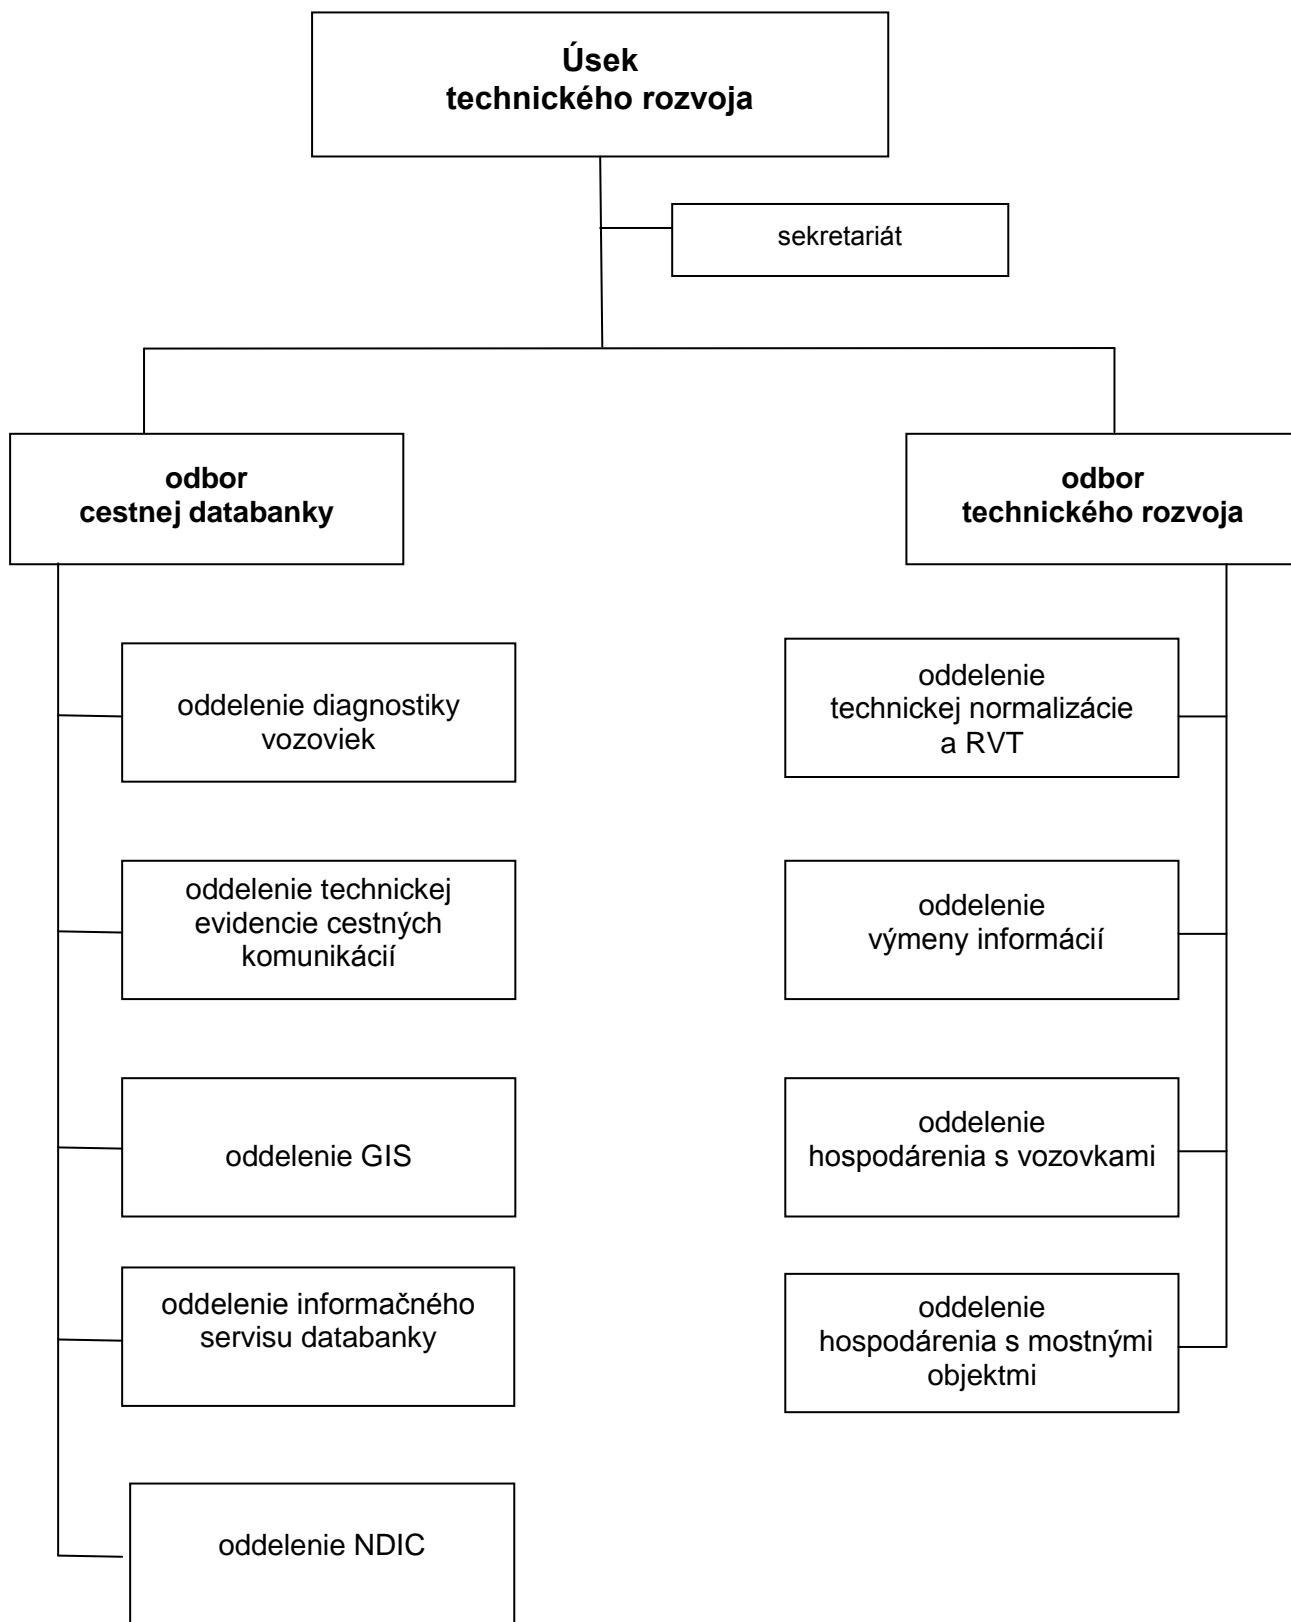 Úsek
technického rozvoja
sekretariát
odbor
cestnej databanky
oddelenie diagnostiky
vozoviek
oddelenie technickej
evidencie cestných
komunikácií
oddelenie GIS
oddelenie informačného
servisu databanky
oddelenie NDIC
odbor
technického rozvoja
oddelenie
technickej normalizácie
a RVT
oddelenie
výmeny informácií
oddelenie
hospodárenia s vozovkami
oddelenie
hospodárenia s mostnými
objektmi